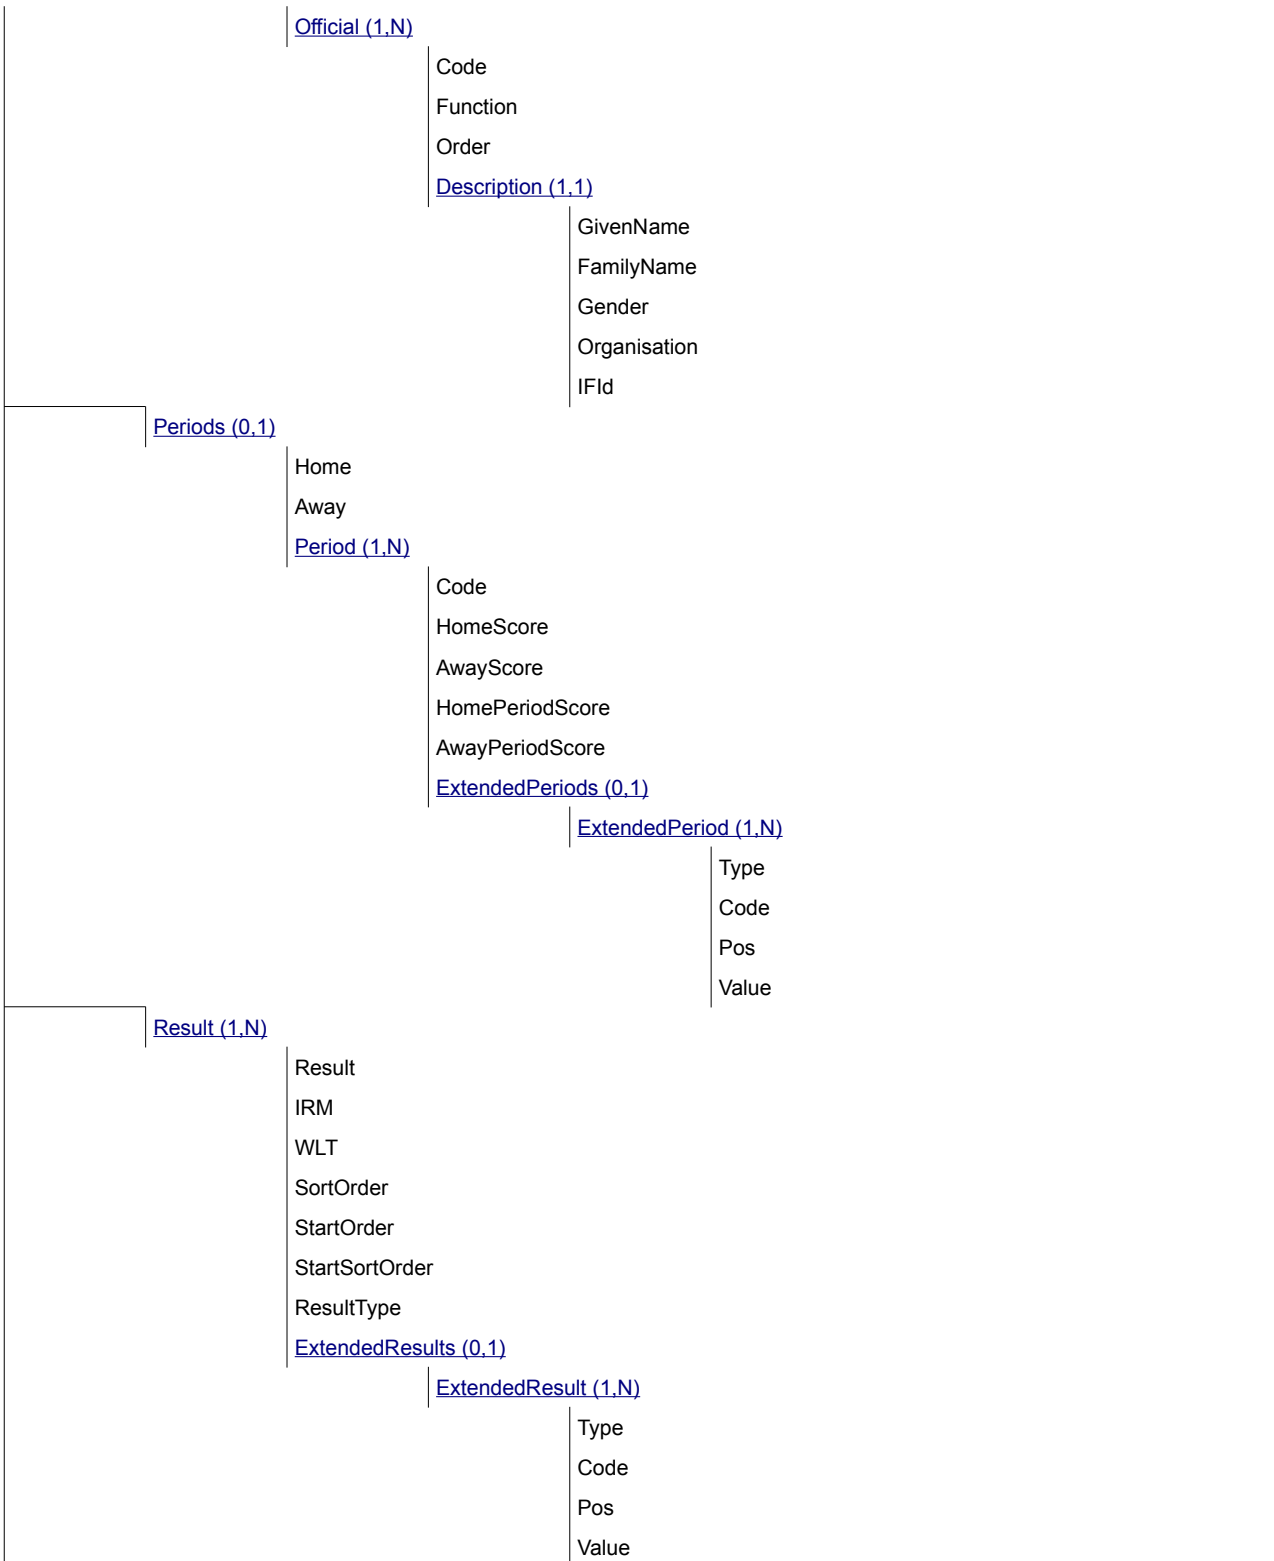 Official (1,N)
Code
Function
Order
Description (1,1)
GivenName
FamilyName
Gender
Organisation
IFId
Periods (0,1)
Home
Away
Period (1,N)
Code
HomeScore
AwayScore
HomePeriodScore
AwayPeriodScore
ExtendedPeriods (0,1)
ExtendedPeriod (1,N)
Type
Code
Pos
Value
Result (1,N)
Result
IRM
WLT
SortOrder
StartOrder
StartSortOrder
ResultType
ExtendedResults (0,1)
ExtendedResult (1,N)
Type
Code
Pos
Value